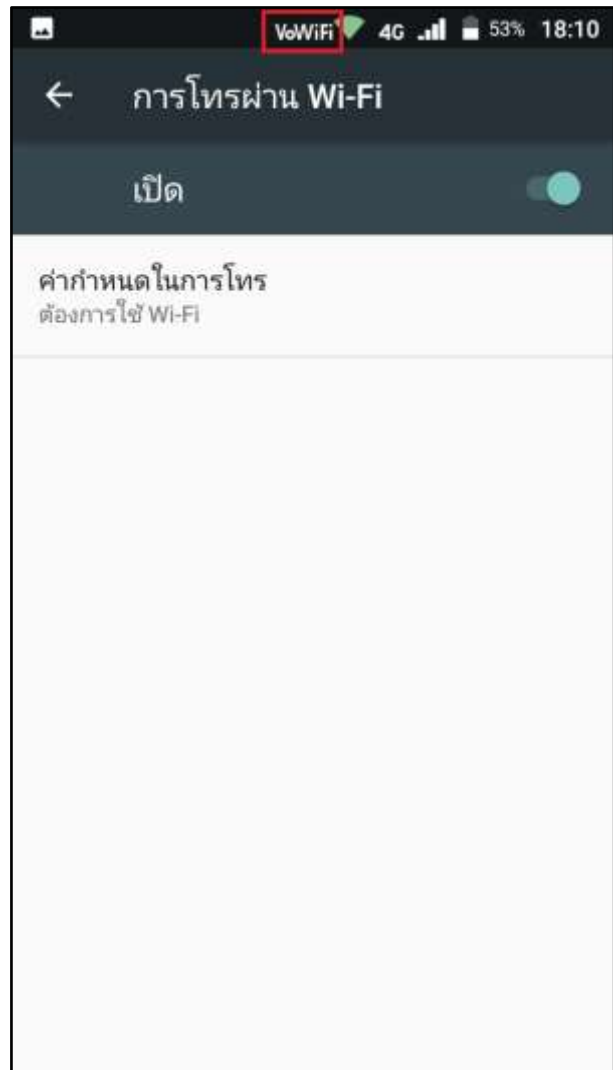 VoWiFi 4G 53% 18:10
การโทรผ่าน Wi-Fi
เปิด
ค่ากำหนดในการโทร
ต้องการใช้ Wi-Fi